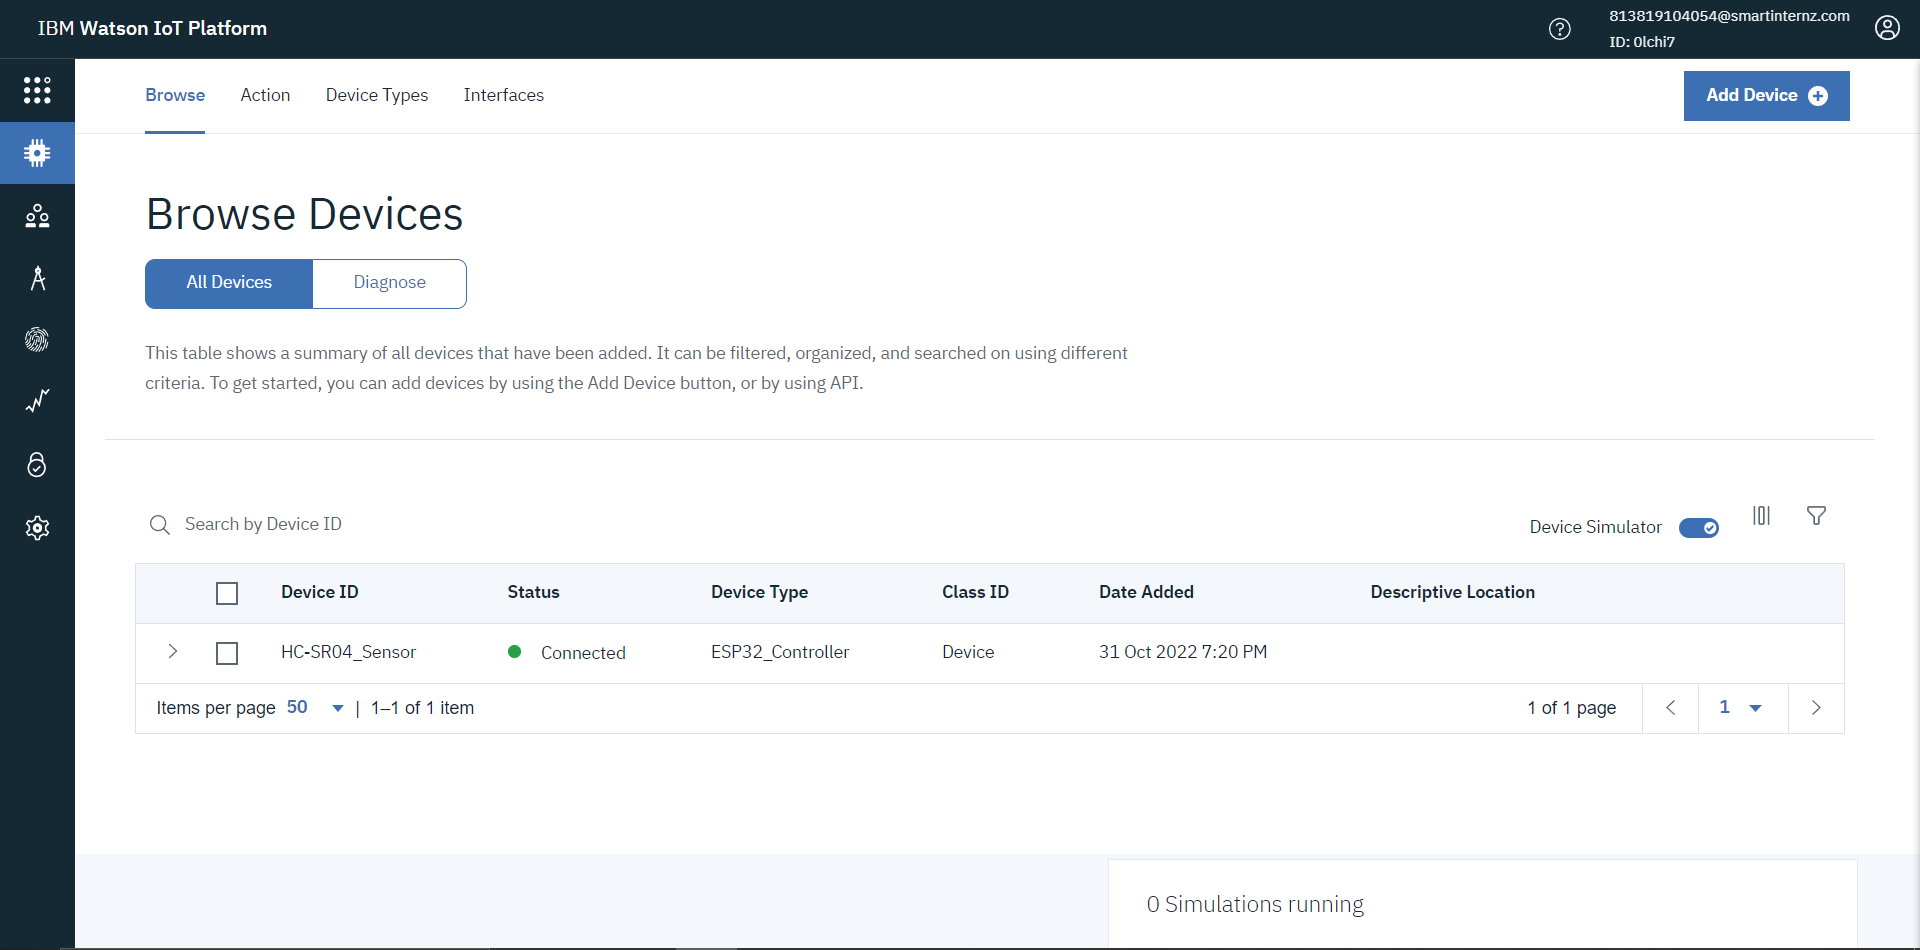 IBM Watson IoT Platform
813819104054@smartinternz.com
ID: 0lchi7
Browse Action Device Types Interfaces
Add Device
Browse Devices
All Devices Diagnose
This table shows a summary of all devices that have been added. It can be filtered, organized, and searched on using different
criteria. To get started, you can add devices by using the Add Device button, or by using API.
Search by Device ID
Device Simulator
Device ID Status Device Type Class ID Date Added Descriptive Location
HC-SR04_Sensor Connected ESP32_Controller Device 31 Oct 2022 7:20 PM
Items per page 50 | 1–1 of 1 item 1 of 1 page 1
0 Simulations running